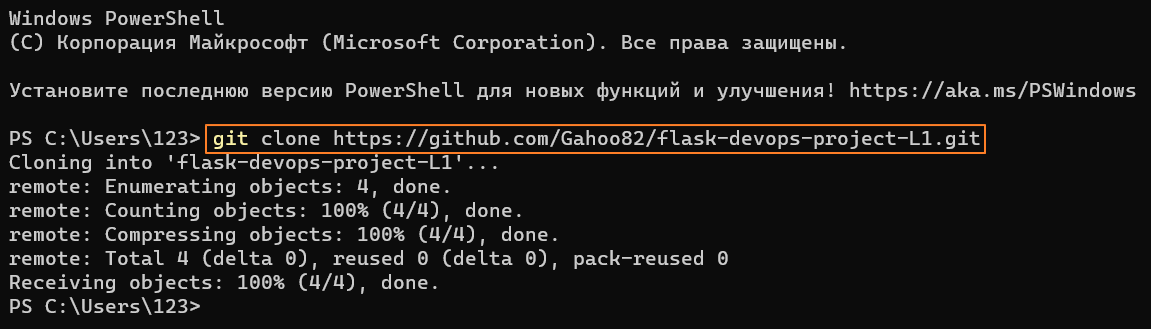 Windows PowerShell
(C) Корпорация Майкрософт (Microsoft Corporation). Все права защищены.
Установите последнюю версию PowerShell для новых функций и улучшения! https://aka.ms/PSWindows
PS C:\Users\123> git clone https://github.com/Gahoo82/flask-devops-project-L1.git
Cloning into 'flask-devops-project-L1'...
remote: Enumerating objects: 4, done.
remote: Counting objects: 100% (4/4), done.
remote: Compressing objects: 100% (4/4), done.
remote: Total 4 (delta 0), reused 0 (delta 0), pack-reused 0
Receiving objects: 100% (4/4), done.
PS C:\Users\123>